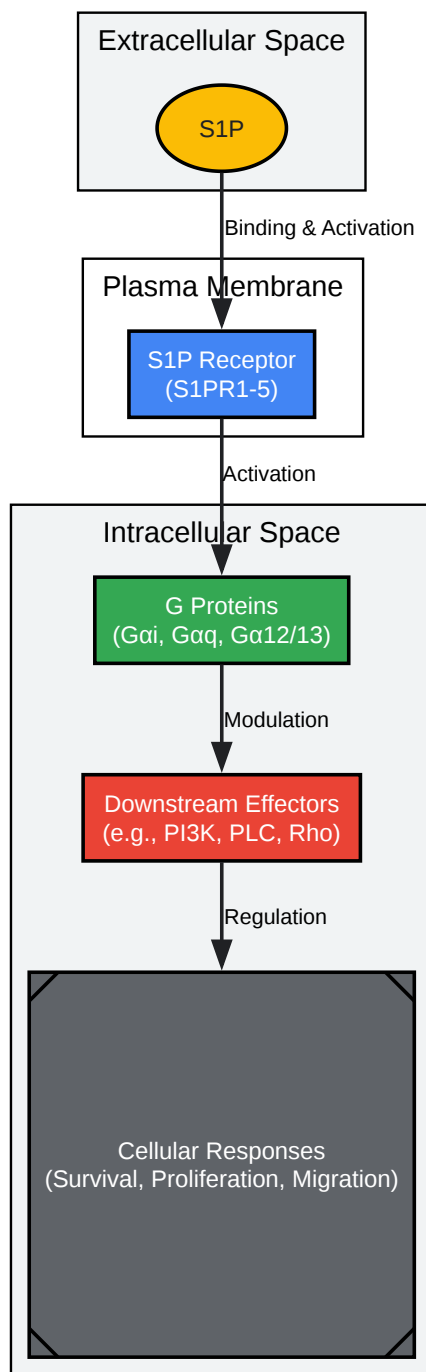 Extracellular Space
S1P
Binding & Activation
Plasma Membrane
S1P Receptor
(S1PR1-5)
Activation
Intracellular Space
G Proteins
(Gαi, Gαq, Gα12/13)
Modulation
Downstream Effectors
(e.g., PI3K, PLC, Rho)
Regulation
Cellular Responses
(Survival, Proliferation, Migration)